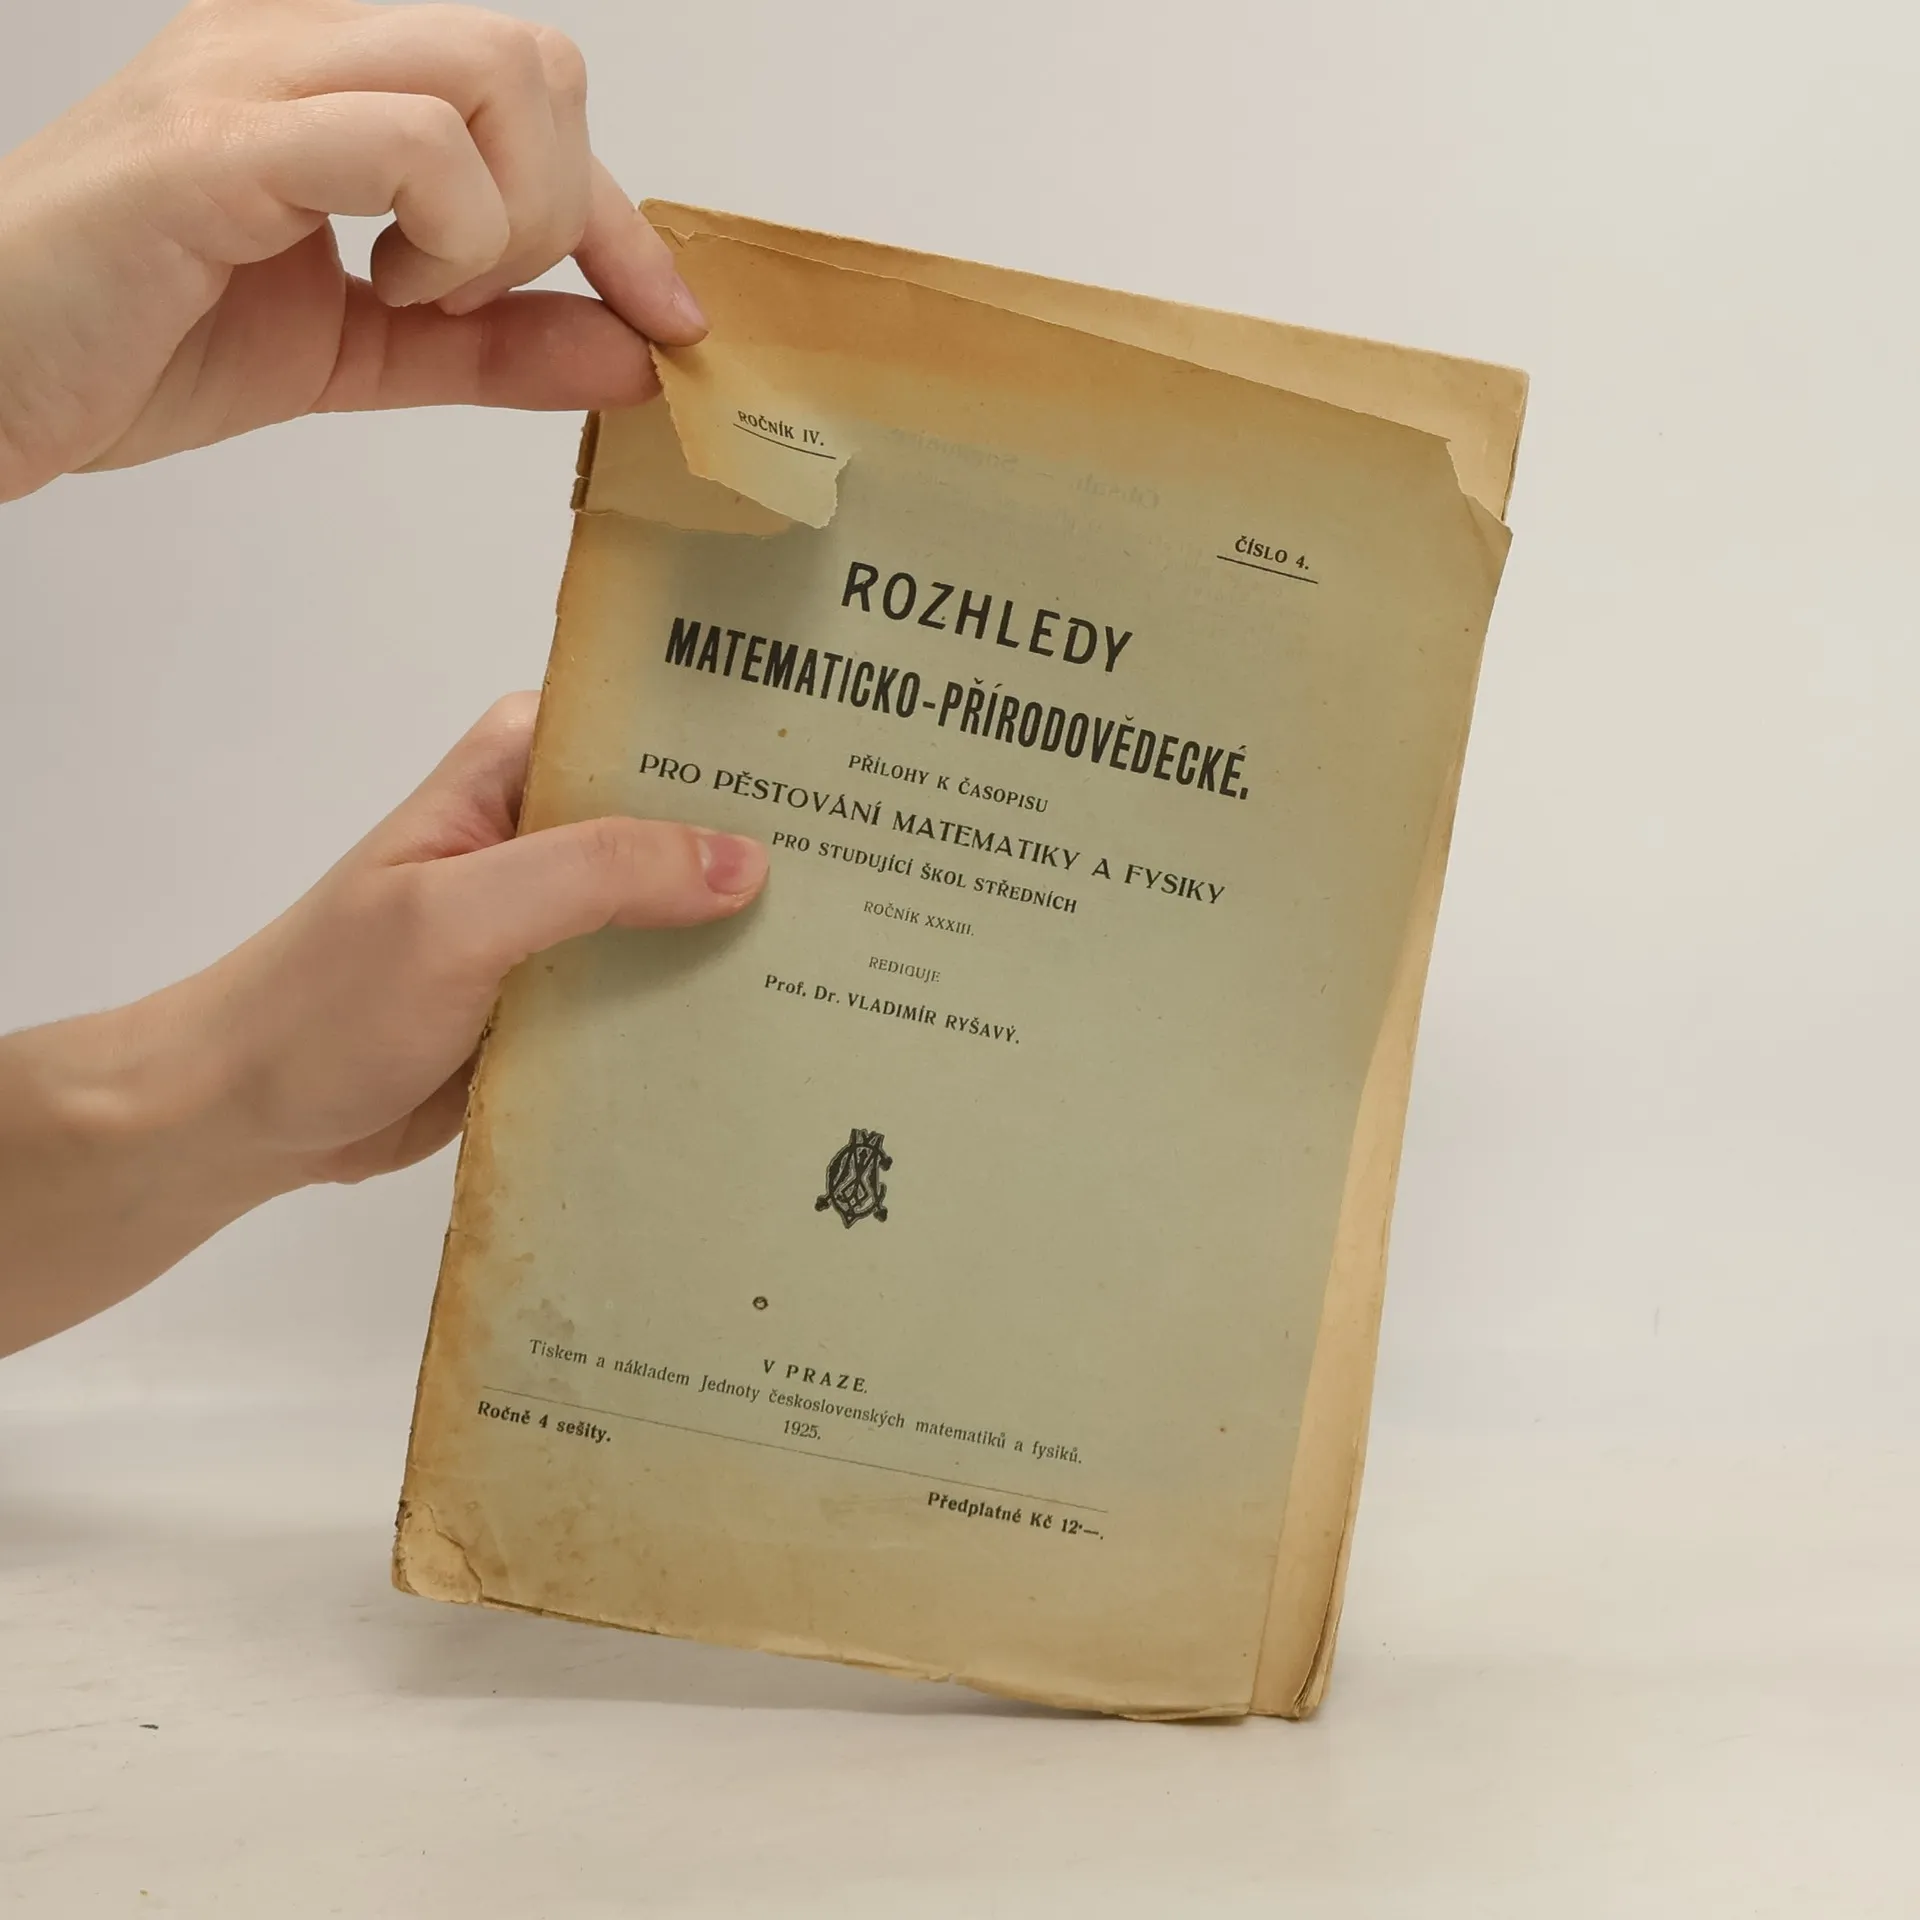 ROČNÍK IV.
ČÍSLO 4.
ROZHLEDY
MATEMATICKO-PŘÍRODOVĚDECKÉ.
PŘÍLOHY K ČASOPISU
PRO PĚSTOVÁNÍ MATEMATIKY A FYSIKY
PRO STUDUJÍCÍ ŠKOL STŘEDNÍCH
ROČNÍK XXXIII.
REDIGUJE
Prof. Dr. VLADIMÍR RYŠAVÝ.
V PRAZE.
Tiskem a nákladem Jednoty československých matematiků a fysiků.
1925.
Ročně 4 sešity.
Předplatné Kč 12·—.